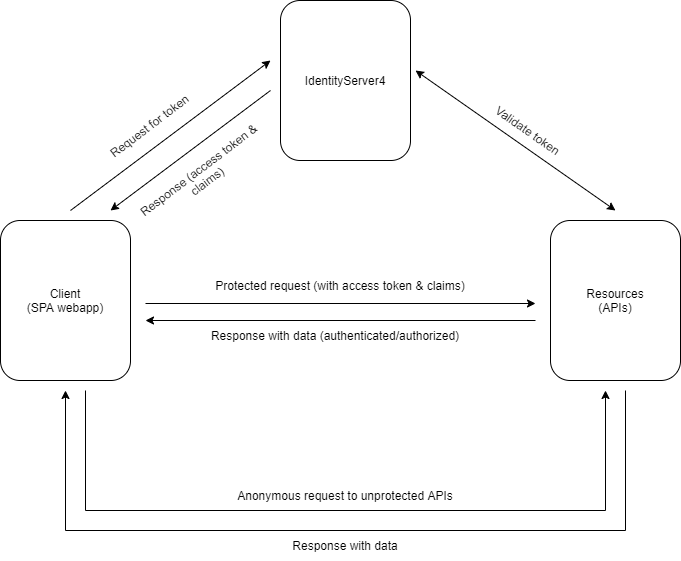 IdentityServer4
Request for token
Response (access token &
claims)
Validate token
Client
(SPA webapp)
Protected request (with access token & claims)
Response with data (authenticated/authorized)
Resources
(APIs)
Anonymous request to unprotected APIs
Response with data